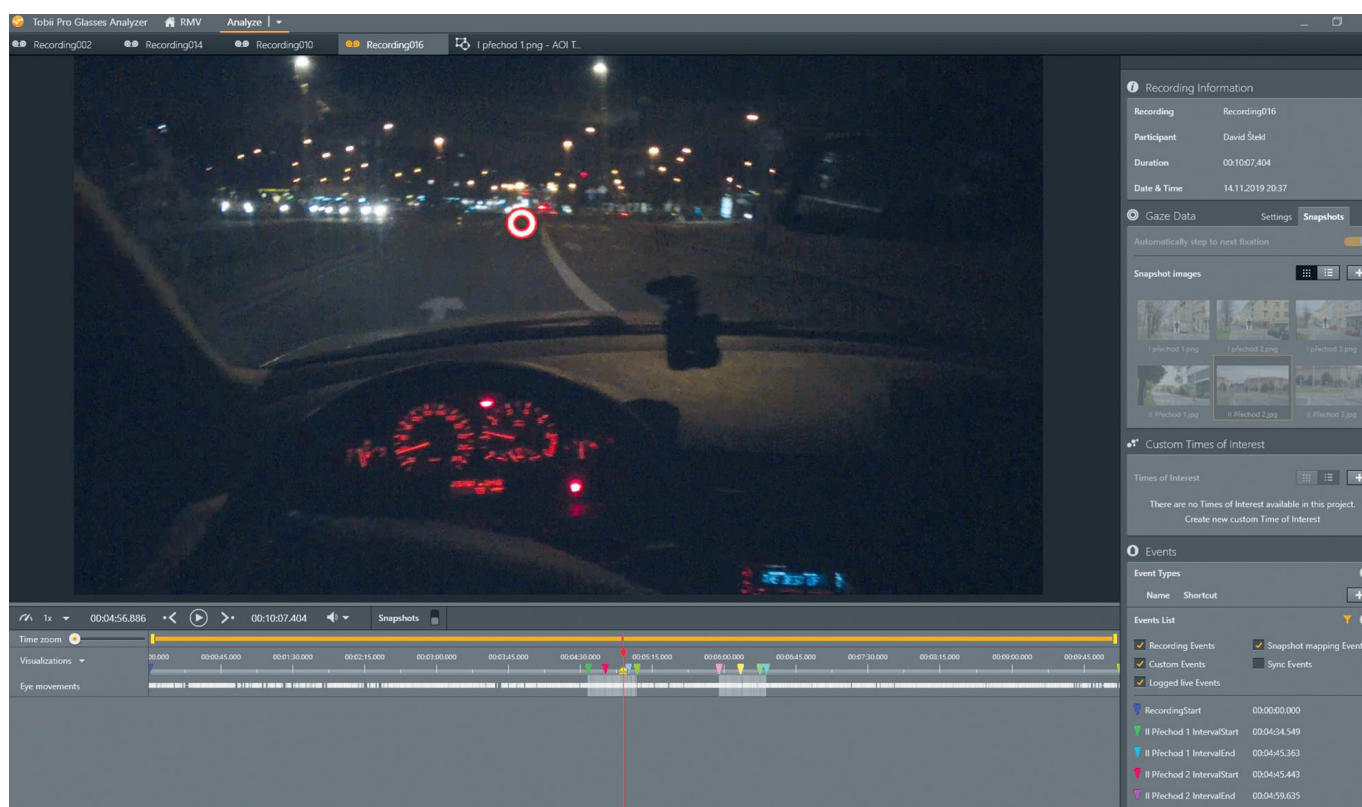 Tobii Pro Glasses Analyzer RMV Analyze
Recording002 Recording014 Recording010 Recording016 I přechod 1.png - AOI T...
Recording Information
Recording Recording016
Participant David Štekl
Duration 00:10:07,404
Date & Time 14.11.2019 20:37
Gaze Data Settings Snapshots
Automatically step to next fixation
Snapshot images
I přechod 1.png I přechod 2.png I přechod 3.png
II Přechod 1.jpg II Přechod 2.jpg II Přechod 3.jpg
Custom Times of Interest
Times of Interest
There are no Times of Interest available in this project.
Create new custom Time of Interest
Events
Event Types
Name Shortcut
Events List
Recording Events Snapshot mapping Event
Custom Events Sync Events
Logged live Events
RecordingStart 00:00:00.000
II Přechod 1 IntervalStart 00:04:34.549
II Přechod 1 IntervalEnd 00:04:45.363
II Přechod 2 IntervalStart 00:04:45.443
II Přechod 2 IntervalEnd 00:04:59.635
1x 00:04:56.886 00:10:07.404 Snapshots
Time zoom
Visualizations 00.000 00:00:45.000 00:01:30.000 00:02:15.000 00:03:00.000 00:03:45.000 00:04:30.000 00:05:15.000 00:06:00.000 00:06:45.000 00:07:30.000 00:08:15.000 00:09:00.000 00:09:45.000
Eye movements